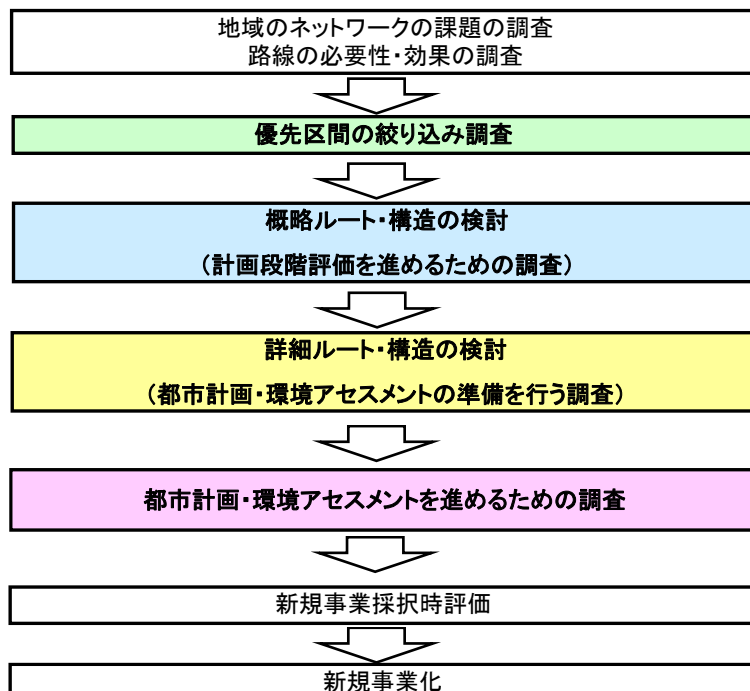 地域のネットワークの課題の調査
路線の必要性・効果の調査
優先区間の絞り込み調査
概略ルート・構造の検討
（計画段階評価を進めるための調査）
詳細ルート・構造の検討
（都市計画・環境アセスメントの準備を行う調査）
都市計画・環境アセスメントを進めるための調査
新規事業採択時評価
新規事業化